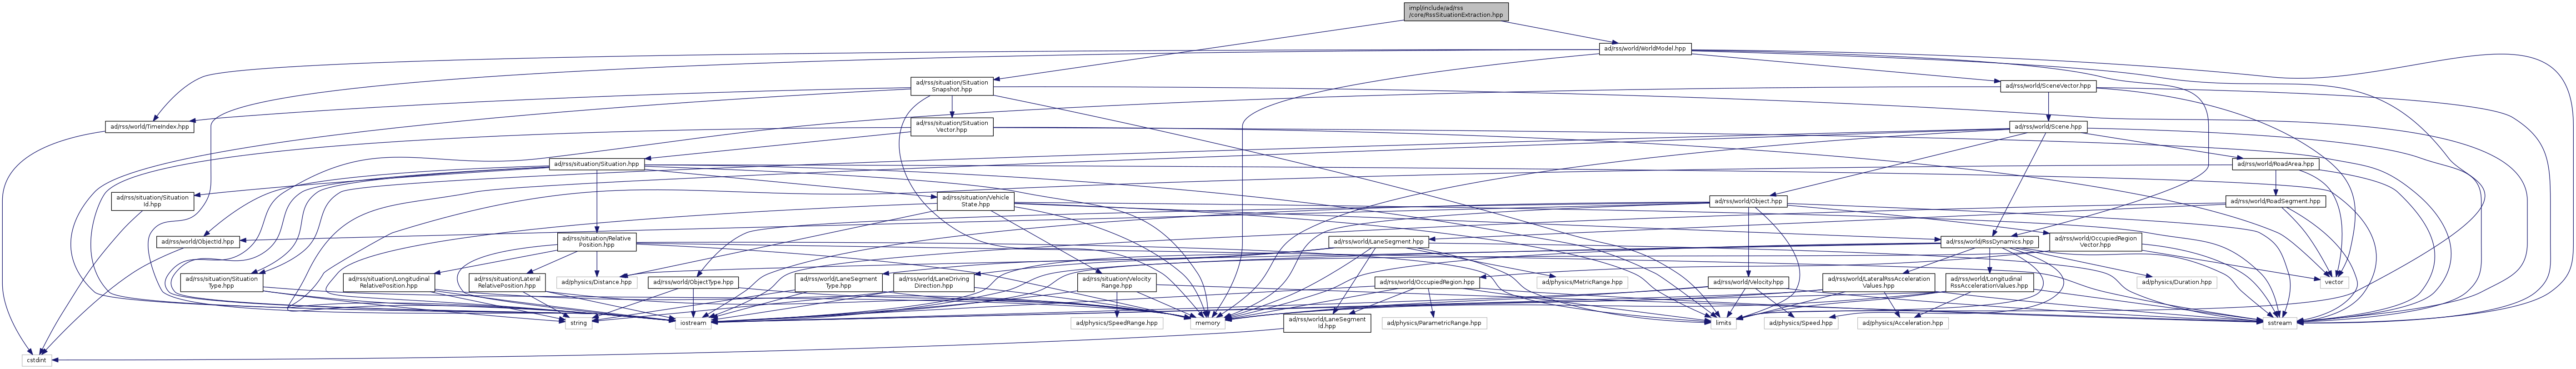 impl/include/ad/rss
/core/RssSituationExtraction.hpp
ad/rss/world/WorldModel.hpp
ad/rss/situation/Situation
Snapshot.hpp
ad/rss/world/SceneVector.hpp
ad/rss/world/TimeIndex.hpp
ad/rss/situation/Situation
Vector.hpp
ad/rss/world/Scene.hpp
ad/rss/situation/Situation.hpp
ad/rss/world/RoadArea.hpp
ad/rss/situation/Situation
Id.hpp
ad/rss/situation/Vehicle
State.hpp
ad/rss/world/Object.hpp
ad/rss/world/RoadSegment.hpp
ad/rss/world/ObjectId.hpp
ad/rss/situation/Relative
Position.hpp
ad/rss/world/LaneSegment.hpp
ad/rss/world/RssDynamics.hpp
ad/rss/world/OccupiedRegion
Vector.hpp
ad/rss/situation/Situation
Type.hpp
ad/rss/situation/Longitudinal
RelativePosition.hpp
ad/rss/situation/Lateral
RelativePosition.hpp
ad/physics/Distance.hpp
ad/rss/world/ObjectType.hpp
ad/rss/world/LaneSegment
Type.hpp
ad/rss/world/LaneDriving
Direction.hpp
ad/rss/situation/Velocity
Range.hpp
ad/rss/world/OccupiedRegion.hpp
ad/physics/MetricRange.hpp
ad/rss/world/Velocity.hpp
ad/rss/world/LateralRssAcceleration
Values.hpp
ad/rss/world/Longitudinal
RssAccelerationValues.hpp
ad/physics/Duration.hpp
vector
string
iostream
ad/physics/SpeedRange.hpp
memory
ad/rss/world/LaneSegment
Id.hpp
ad/physics/ParametricRange.hpp
limits
ad/physics/Speed.hpp
ad/physics/Acceleration.hpp
sstream
cstdint